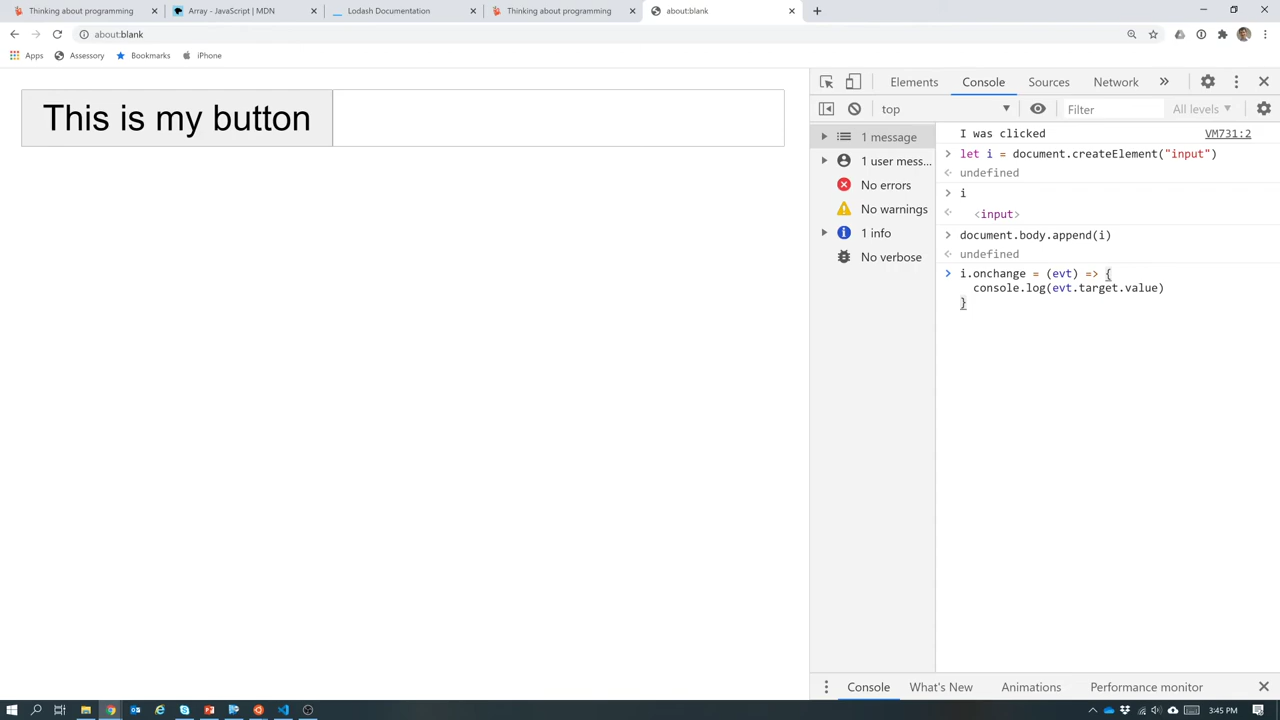 Thinking about programming
Array - JavaScript | MDN
Lodash Documentation
Thinking about programming
about:blank
about:blank
Apps
Assessory
Bookmarks
iPhone
This is my button
Elements
Console
Sources
Network
top
Filter
All levels
1 message
1 user mess...
No errors
No warnings
1 info
No verbose
I was clicked VM731:2
let i = document.createElement("input")
undefined
i
<input>
document.body.append(i)
undefined
i.onchange = (evt) => {
console.log(evt.target.value)
}
Console
What's New
Animations
Performance monitor
3:45 PM